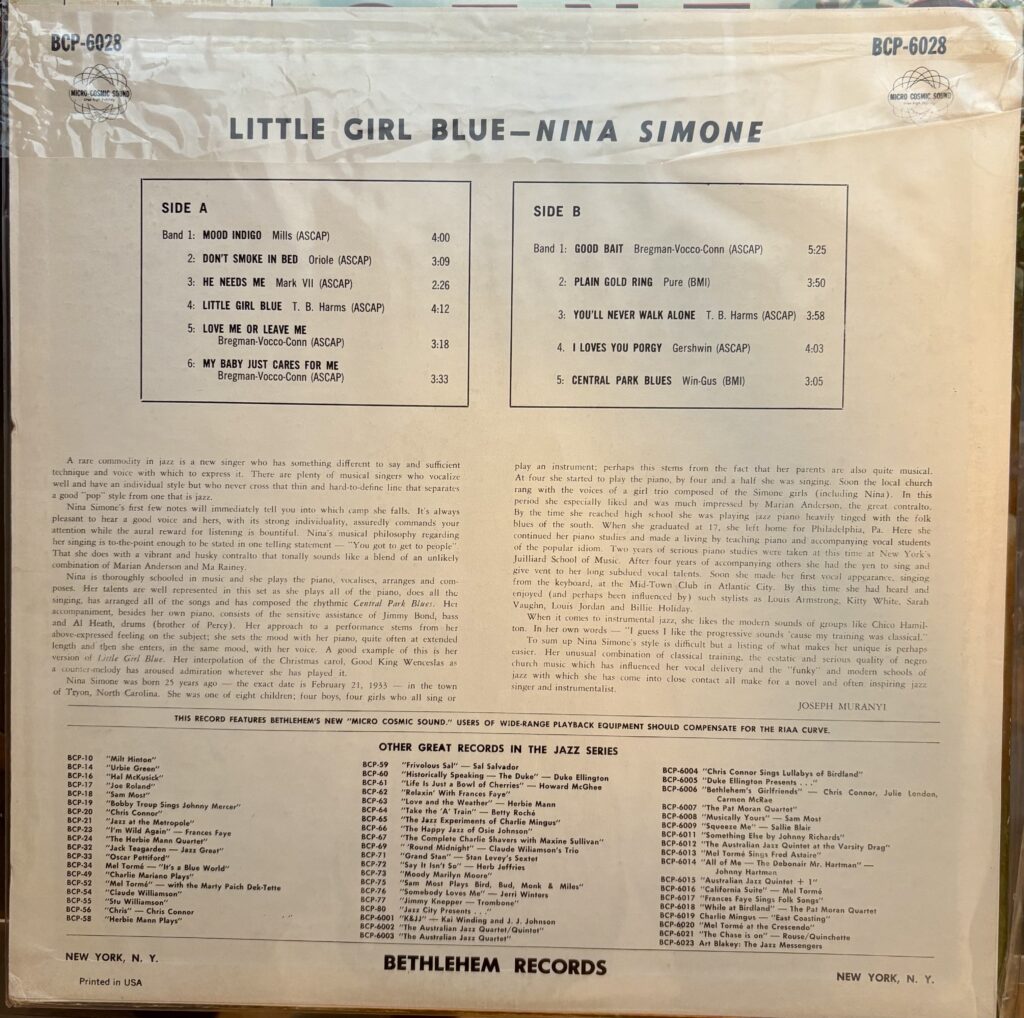 BCP-6028
BCP-6028
MICRO COSMIC SOUND
MICRO COSMIC SOUND
LITTLE GIRL BLUE—NINA SIMONE
SIDE A
Band 1: MOOD INDIGO Mills (ASCAP) 4:00
2: DON'T SMOKE IN BED Oriole (ASCAP) 3:09
3: HE NEEDS ME Mark VII (ASCAP) 2:26
4: LITTLE GIRL BLUE T. B. Harms (ASCAP) 4:12
5: LOVE ME OR LEAVE ME
Bregman-Vocco-Conn (ASCAP) 3:18
6: MY BABY JUST CARES FOR ME
Bregman-Vocco-Conn (ASCAP) 3:33
SIDE B
Band 1: GOOD BAIT Bregman-Vocco-Conn (ASCAP) 5:25
2: PLAIN GOLD RING Pure (BMI) 3:50
3: YOU'LL NEVER WALK ALONE T. B. Harms (ASCAP) 3:58
4. I LOVES YOU PORGY Gershwin (ASCAP) 4:03
5: CENTRAL PARK BLUES Win-Gus (BMI) 3:05
A rare commodity in jazz is a new singer who has something different to say and sufficient
technique and voice with which to express it. There are plenty of musical singers who vocalize
well and have an individual style but who never cross that thin and hard-to-define line that separates
a good "pop" style from one that is jazz.
Nina Simone's first few notes will immediately tell you into which camp she falls. It's always
pleasant to hear a good voice and hers, with its strong individuality, assuredly commands your
attention while the aural reward for listening is bountiful. Nina's musical philosophy regarding
her singing is to-the-point enough to be stated in one telling statement — "You got to get to people".
That she does with a vibrant and husky contralto that tonally sounds like a blend of an unlikely
combination of Marian Anderson and Ma Rainey.
Nina is thoroughly schooled in music and she plays the piano, vocalises, arranges and com-
poses. Her talents are well represented in this set as she plays all of the piano, does all the
singing, has arranged all of the songs and has composed the rhythmic Central Park Blues. Her
accompaniment, besides her own piano, consists of the sensitive assistance of Jimmy Bond, bass
and Al Heath, drums (brother of Percy). Her approach to a performance stems from her
above-expressed feeling on the subject; she sets the mood with her piano, quite often at extended
length and then she enters, in the same mood, with her voice. A good example of this is her
version of Little Girl Blue. Her interpolation of the Christmas carol, Good King Wenceslas as
a counter-melody has aroused admiration wherever she has played it.
Nina Simone was born 25 years ago — the exact date is February 21, 1933 — in the town
of Tryon, North Carolina. She was one of eight children; four boys, four girls who all sing or
play an instrument; perhaps this stems from the fact that her parents are also quite musical.
At four she started to play the piano, by four and a half she was singing. Soon the local church
rang with the voices of a girl trio composed of the Simone girls (including Nina). In this
period she especially liked and was much impressed by Marian Anderson, the great contralto.
By the time she reached high school she was playing jazz piano heavily tinged with the folk
blues of the south. When she graduated at 17, she left home for Philadelphia, Pa. Here she
continued her piano studies and made a living by teaching piano and accompanying vocal students
of the popular idiom. Two years of serious piano studies were taken at this time at New York's
Juilliard School of Music. After four years of accompanying others she had the yen to sing and
give vent to her long subdued vocal talents. Soon she made her first vocal appearance, singing
from the keyboard, at the Mid-Town Club in Atlantic City. By this time she had heard and
enjoyed (and perhaps been influenced by) such stylists as Louis Armstrong, Kitty White, Sarah
Vaughn, Louis Jordan and Billie Holiday.
When it comes to instrumental jazz, she likes the modern sounds of groups like Chico Hamil-
ton. In her own words — "I guess I like the progressive sounds 'cause my training was classical."
To sum up Nina Simone's style is difficult but a listing of what makes her unique is perhaps
easier. Her unusual combination of classical training, the ecstatic and serious quality of negro
church music which has influenced her vocal delivery and the "funky" and modern schools of
jazz with which she has come into close contact all make for a novel and often inspiring jazz
singer and instrumentalist.
JOSEPH MURANYI
THIS RECORD FEATURES BETHLEHEM'S NEW "MICRO COSMIC SOUND." USERS OF WIDE-RANGE PLAYBACK EQUIPMENT SHOULD COMPENSATE FOR THE RIAA CURVE.
OTHER GREAT RECORDS IN THE JAZZ SERIES
BCP-10 "Milt Hinton"
BCP-14 "Urbie Green"
BCP-16 "Hal McKusick"
BCP-17 "Joe Roland"
BCP-18 "Sam Most"
BCP-19 "Bobby Troup Sings Johnny Mercer"
BCP-20 "Chris Connor"
BCP-21 "Jazz at the Metropole"
BCP-23 "I'm Wild Again" — Frances Faye
BCP-24 "The Herbie Mann Quartet"
BCP-32 "Jack Teagarden — Jazz Great"
BCP-33 "Oscar Pettiford"
BCP-34 Mel Tormé — "It's a Blue World"
BCP-49 "Charlie Mariano Plays"
BCP-52 "Mel Tormé" — with the Marty Paich Dek-Tette
BCP-54 "Claude Williamson"
BCP-55 "Stu Williamson"
BCP-56 "Chris" — Chris Connor
BCP-58 "Herbie Mann Plays"
BCP-59 "Frivolous Sal" — Sal Salvador
BCP-60 "Historically Speaking — The Duke" — Duke Ellington
BCP-61 "Life Is Just a Bowl of Cherries" — Howard McGhee
BCP-62 "Relaxin' With Frances Faye"
BCP-63 "Love and the Weather" — Herbie Mann
BCP-64 "Take the 'A' Train" — Betty Roché
BCP-65 "The Jazz Experiments of Charlie Mingus"
BCP-66 "The Happy Jazz of Osie Johnson"
BCP-67 "The Complete Charlie Shavers with Maxine Sullivan"
BCP-69 "'Round Midnight" — Claude Wiliamson's Trio
BCP-71 "Grand Stan" — Stan Levey's Sextet
BCP-72 "Say It Isn't So" — Herb Jeffries
BCP-73 "Moody Marilyn Moore"
BCP-75 "Sam Most Plays Bird, Bud, Monk & Miles"
BCP-76 "Somebody Loves Me" — Jerri Winters
BCP-77 "Jimmy Knepper — Trombone"
BCP-80 "Jazz City Presents . . ."
BCP-6001 "K&JJ" — Kai Winding and J. J. Johnson
BCP-6002 "The Australian Jazz Quartet/Quintet"
BCP-6003 "The Australian Jazz Quartet"
BCP-6004 "Chris Connor Sings Lullabys of Birdland"
BCP-6005 "Duke Ellington Presents . . ."
BCP-6006 "Bethlehem's Girlfriends" — Chris Connor, Julie London,
Carmen McRae
BCP-6007 "The Pat Moran Quartet"
BCP-6008 "Musically Yours" — Sam Most
BCP-6009 "Squeeze Me" — Sallie Blair
BCP-6011 "Something Else by Johnny Richards"
BCP-6012 "The Australian Jazz Quintet at the Varsity Drag"
BCP-6013 "Mel Tormé Sings Fred Astaire"
BCP-6014 "All of Me — The Debonair Mr. Hartman" —
Johnny Hartman
BCP-6015 "Australian Jazz Quintet + 1"
BCP-6016 "California Suite" — Mel Tormé
BCP-6017 "Frances Faye Sings Folk Songs"
BCP-6018 "While at Birdland" — The Pat Moran Quartet
BCP-6019 Charlie Mingus — "East Coasting"
BCP-6020 "Mel Tormé at the Crescendo"
BCP-6021 "The Chase is on" — Rouse/Quinchette
BCP-6023 Art Blakey: The Jazz Messengers
NEW YORK, N. Y.
BETHLEHEM RECORDS
NEW YORK, N. Y.
Printed in USA